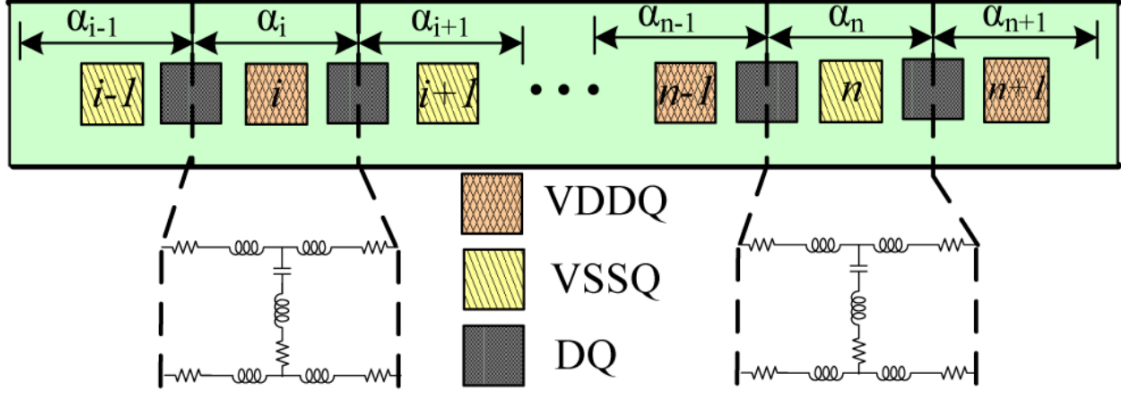 αi-1 αi αi+1 αn-1 αn αn+1
i-1 i i+1 • • • n-1 n n+1
VDDQ
VSSQ
DQ